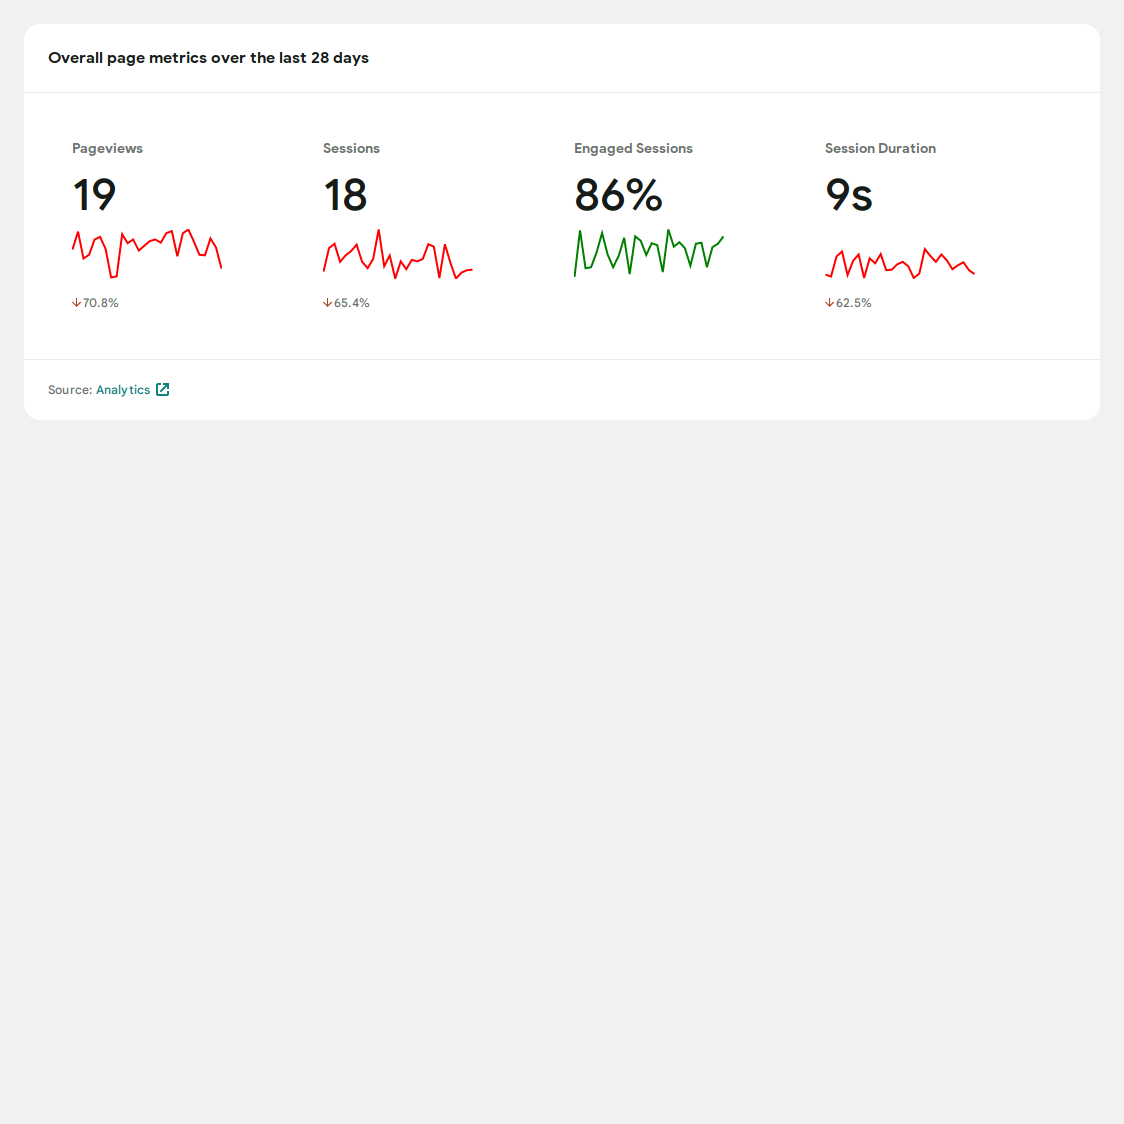 Overall page metrics over the last 28 days
Pageviews
19
70.8%
Sessions
18
65.4%
Engaged Sessions
86%
Session Duration
9s
62.5%
Source: Analytics